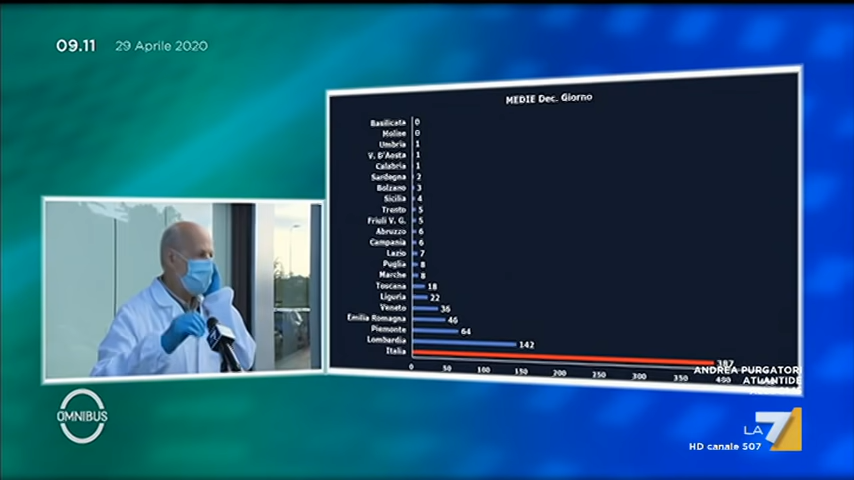 09.11 29 Aprile 2020
MEDIE Dec. Giorno
Basilicata 0
Molise 0
Umbria 1
V. D'Aosta 1
Calabria 1
Sardegna 2
Bolzano 3
Sicilia 4
Trento 5
Friuli V. G. 5
Abruzzo 6
Campania 6
Lazio 7
Puglia 8
Marche 8
Toscana 18
Liguria 22
Veneto 36
Emilia Romagna 46
Piemonte 64
Lombardia 142
Italia 387
0 50 100 150 200 250 300 350 400
ANDREA PURGATORI
ATLANTIDE
OMNIBUS
LA 7
HD canale 507